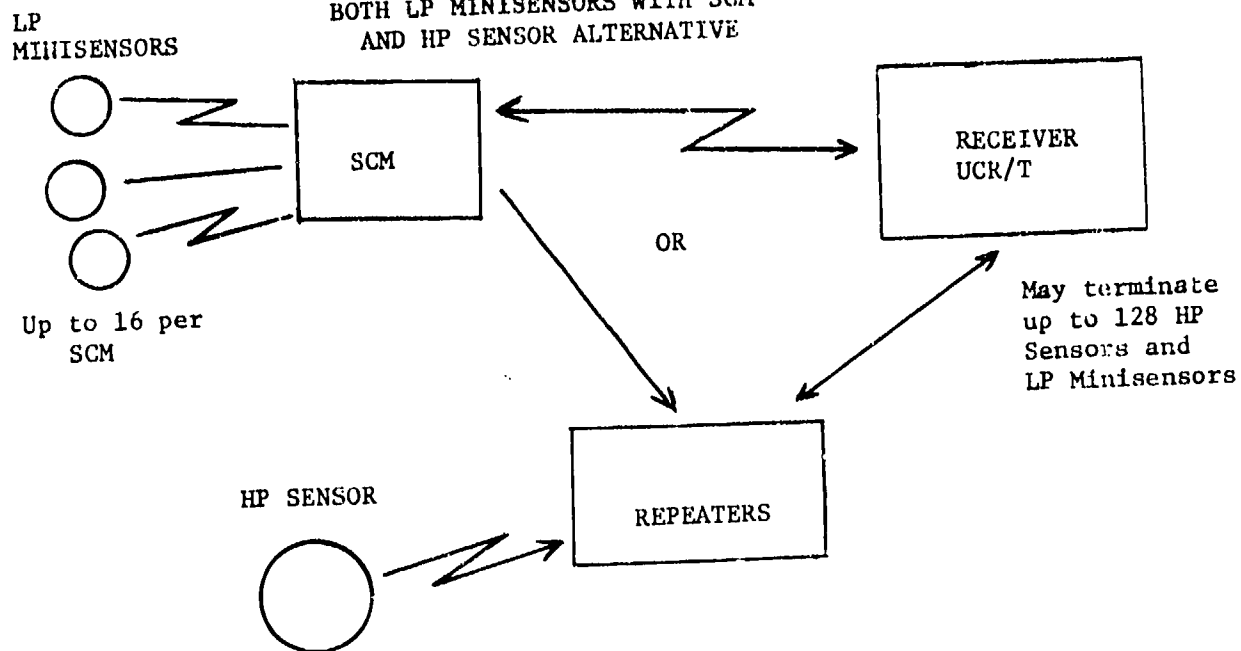 LP
MINISENSORS
BOTH LP MINISENSORS WITH SCM
AND HP SENSOR ALTERNATIVE
SCM
RECEIVER
UCR/T
OR
Up to 16 per
SCM
May terminate
up to 128 HP
Sensors and
LP Minisensors
HP SENSOR
REPEATERS